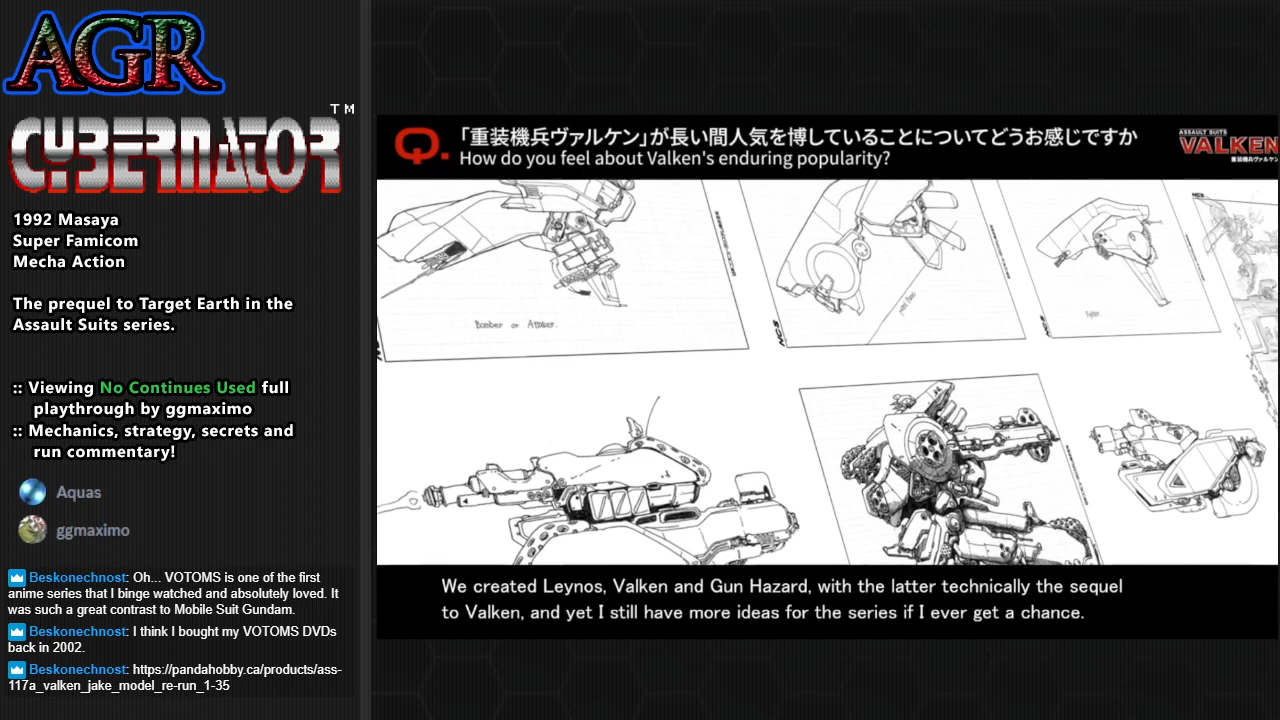 AGR
TM
CYBERNATOR
1992 Masaya
Super Famicom
Mecha Action
The prequel to Target Earth in the
Assault Suits series.
:: Viewing No Continues Used full
playthrough by ggmaximo
:: Mechanics, strategy, secrets and
run commentary!
Aquas
ggmaximo
Beskonechnost: Oh... VOTOMS is one of the first
anime series that I binge watched and absolutely loved. It
was such a great contrast to Mobile Suit Gundam.
Beskonechnost: I think I bought my VOTOMS DVDs
back in 2002.
Beskonechnost: https://pandahobby.ca/products/ass-
117a_valken_jake_model_re-run_1-35
Q.
「重装機兵ヴァルケン」が長い間人気を博していることについてどうお感じですか
How do you feel about Valken's enduring popularity?
ASSAULT SUITS
VALKEN
重装機兵ヴァルケン
Bomber or Attaker.
NCS
NCS
Fighter
We created Leynos, Valken and Gun Hazard, with the latter technically the sequel
to Valken, and yet I still have more ideas for the series if I ever get a chance.